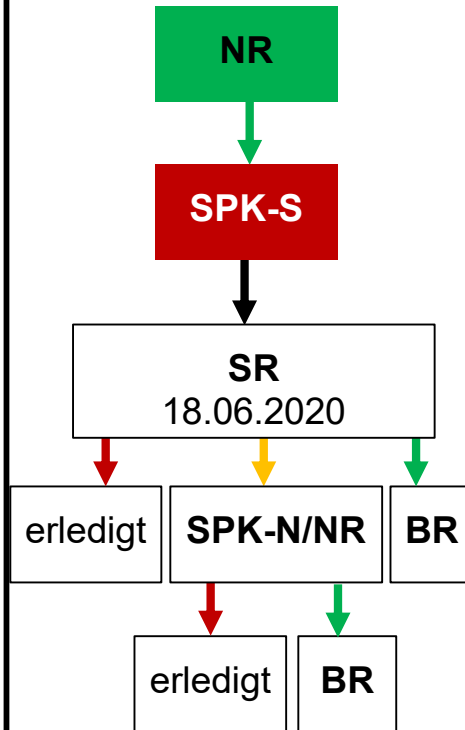 NR
SPK-S
SR
18.06.2020
erledigt
SPK-N/NR
BR
erledigt
BR